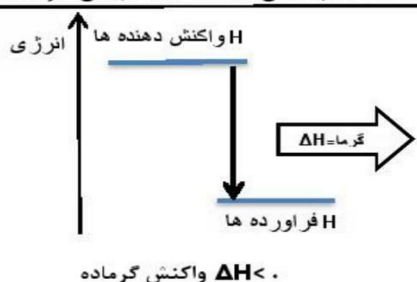 انرژی
H واکنش دهنده ها
ΔH=گرما
H فراورده ها
ΔH< ۰ واکنش گرماده